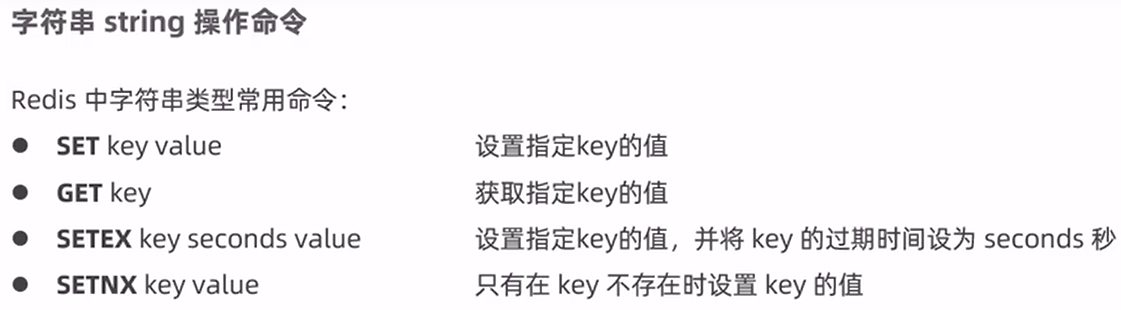 字符串 string 操作命令
Redis 中字符串类型常用命令：
● SET key value 设置指定key的值
● GET key 获取指定key的值
● SETEX key seconds value 设置指定key的值，并将 key 的过期时间设为 seconds 秒
● SETNX key value 只有在 key 不存在时设置 key 的值